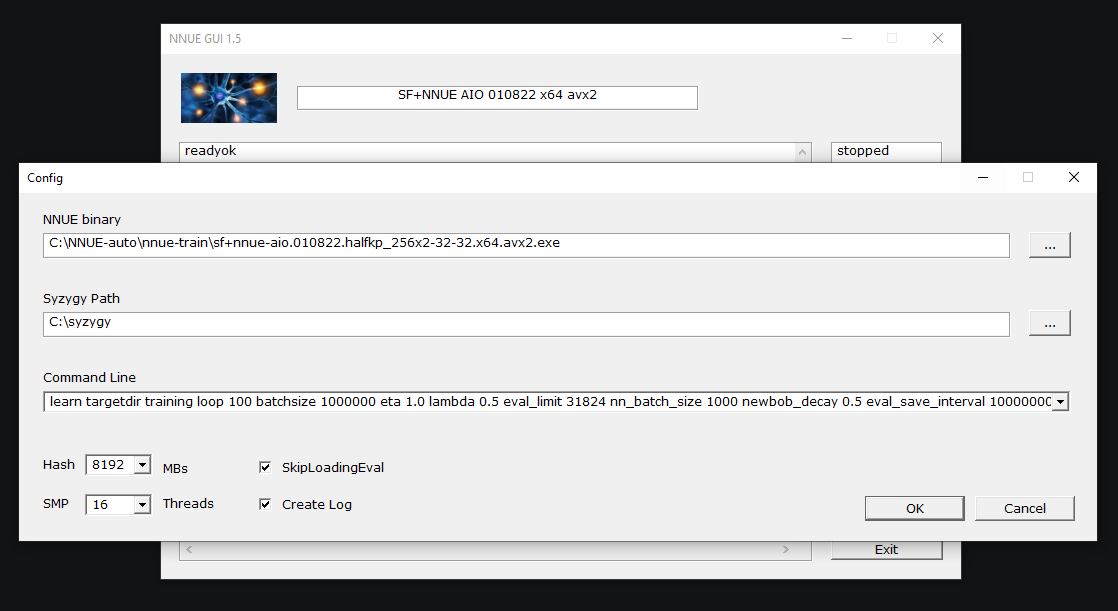 NNUE GUI 1.5
SF+NNUE AIO 010822 x64 avx2
readyok
stopped
Config
NNUE binary
C:\NNUE-auto\nnue-train\sf+nnue-aio.010822.halfkp_256x2-32-32.x64.avx2.exe
...
Syzygy Path
C:\syzygy
...
Command Line
learn targetdir training loop 100 batchsize 1000000 eta 1.0 lambda 0.5 eval_limit 31824 nn_batch_size 1000 newbob_decay 0.5 eval_save_interval 10000000
Hash 8192 MBs SkipLoadingEval
SMP 16 Threads Create Log
OK Cancel
Exit